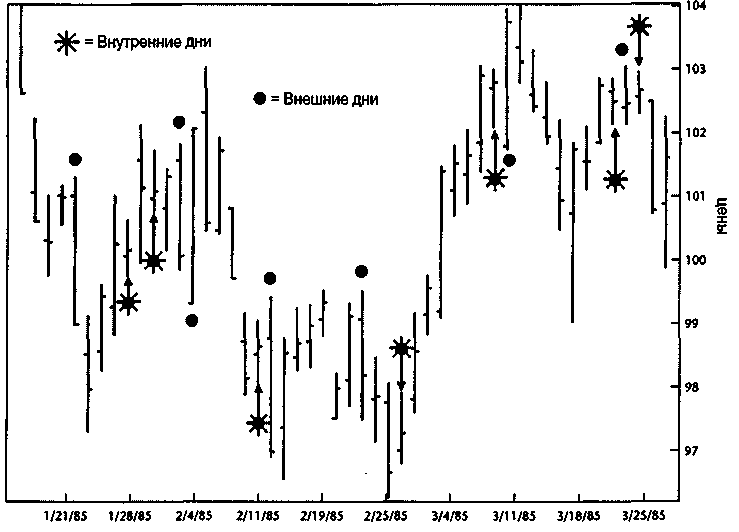 = Внутренние дни
= Внешние дни
104
103
102
101
100
99
98
97
ЦЕНЫ
1/21/85 1/28/85 2/4/85 2/11/85 2/19/85 2/25/85 3/4/85 3/11/85 3/18/85 3/25/85